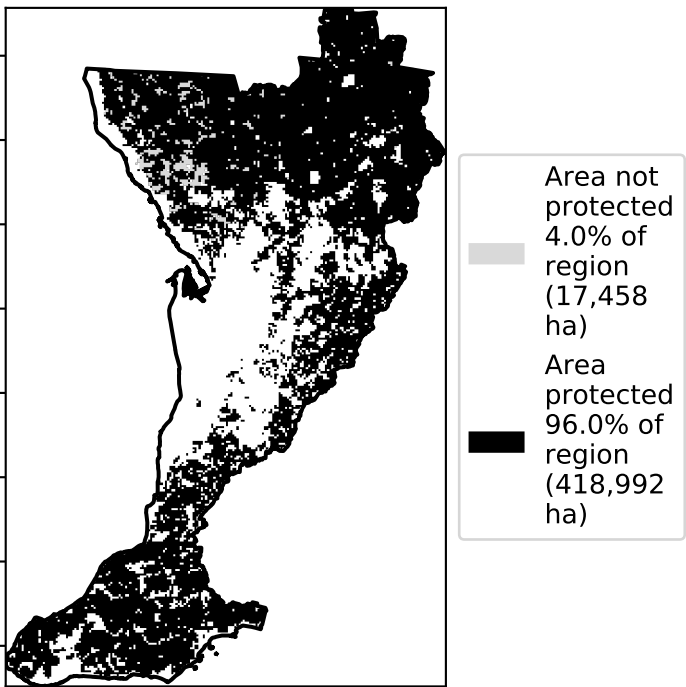 Area not
protected
4.0% of
region
(17,458
ha)
Area
protected
96.0% of
region
(418,992
ha)